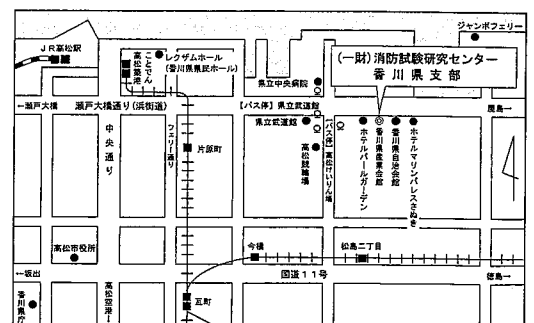 ジャンボフェリー
JR高松駅
ことでん
高松築港
レクザムホール
(香川県県民ホール)
(一財)消防試験研究センター
香川県支部
県立中央病院
←瀬戸大橋
瀬戸大橋通り(浜街道)
【バス停】県立武道館
屋島→
県立武道館
中央通り
フェリー通り
片原町
高松競輪場
【バス停】高松けいりん場
ホテルパールガーデン
香川県産業会館
香川県自治会館
ホテルマリンパレスさぬき
高松市役所
今橋
松島二丁目
←坂出
国道11号
徳島→
香川県庁
高松空港↓
瓦町